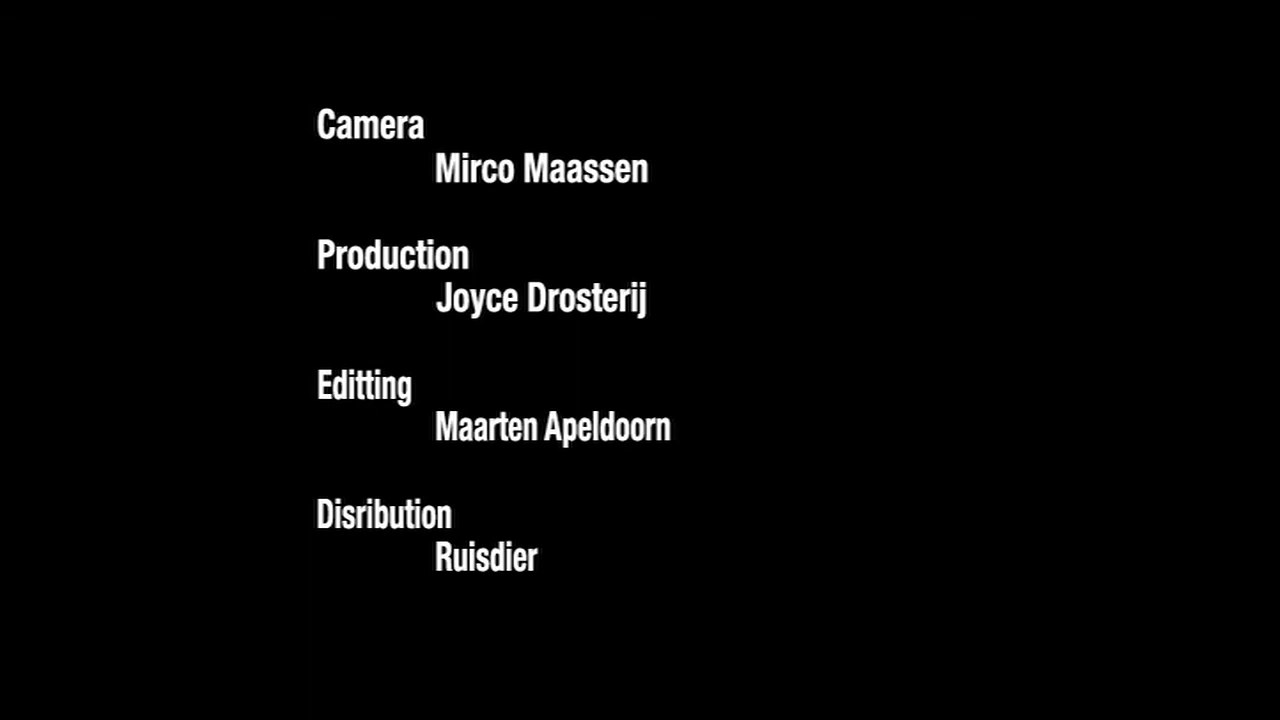 Camera
Mirco Maassen
Production
Joyce Drosterij
Editting
Maarten Apeldoorn
Disribution
Ruisdier